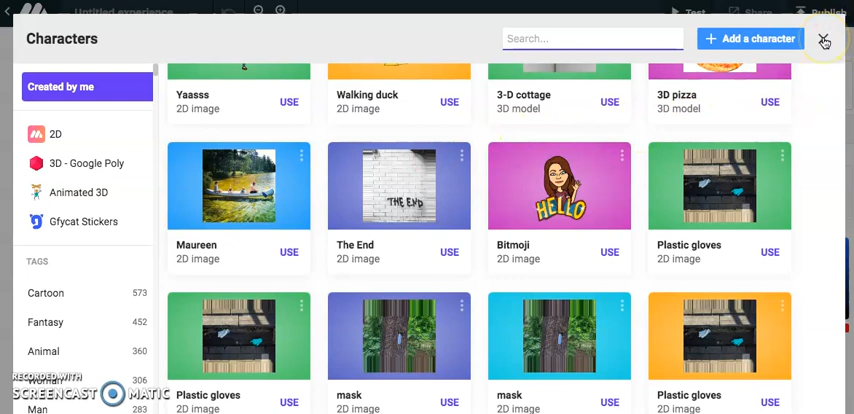 Untitled experience
Test
Share
Publish
Characters
Search...
+ Add a character
Created by me
2D
3D - Google Poly
Animated 3D
Gfycat Stickers
TAGS
Cartoon 573
Fantasy 452
Animal 360
Woman 306
Man 283
Yaasss
2D image
USE
Walking duck
2D image
USE
3-D cottage
3D model
USE
3D pizza
3D model
USE
Maureen
2D image
USE
THE END
The End
2D image
USE
HELLO
Bitmoji
2D image
USE
Plastic gloves
2D image
USE
Plastic gloves
2D image
USE
mask
2D image
USE
mask
2D image
USE
Plastic gloves
2D image
USE
RECORDED WITH
SCREENCAST MATIC